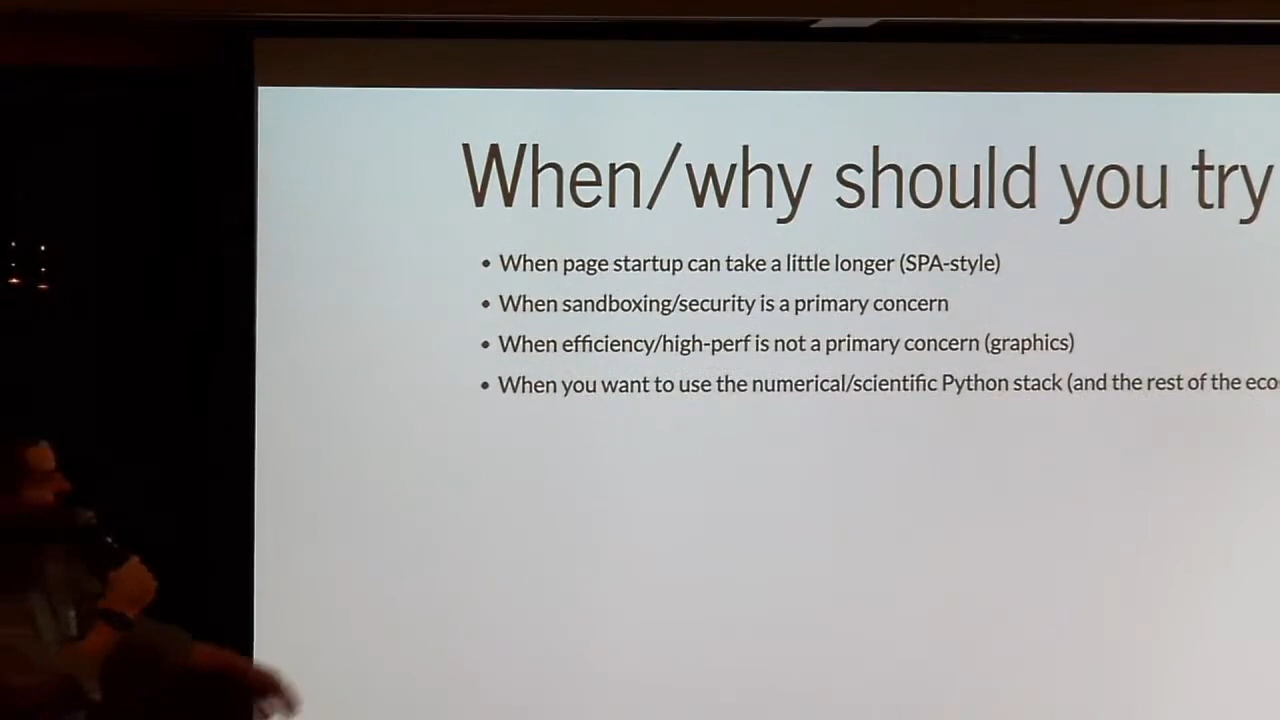 When/why should you try
• When page startup can take a little longer (SPA-style)
• When sandboxing/security is a primary concern
• When efficiency/high-perf is not a primary concern (graphics)
• When you want to use the numerical/scientific Python stack (and the rest of the eco